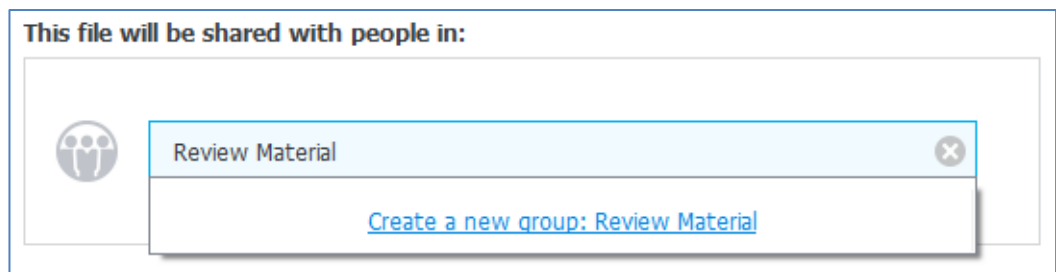 This file will be shared with people in:
Review Material
Create a new group: Review Material